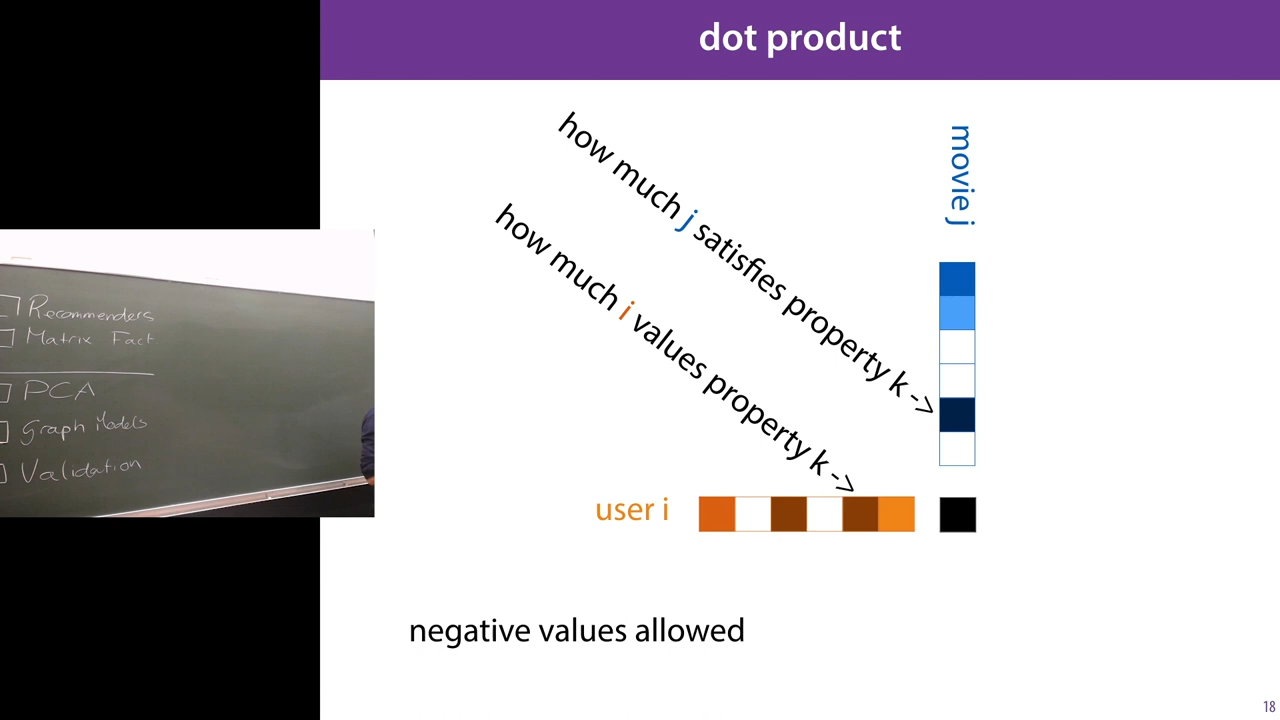 dot product
how much j satisfies property k ->
how much i values property k ->
movie j
user i
negative values allowed
18
Recommenders
Matrix Fact.
PCA
Graph Models
Validation